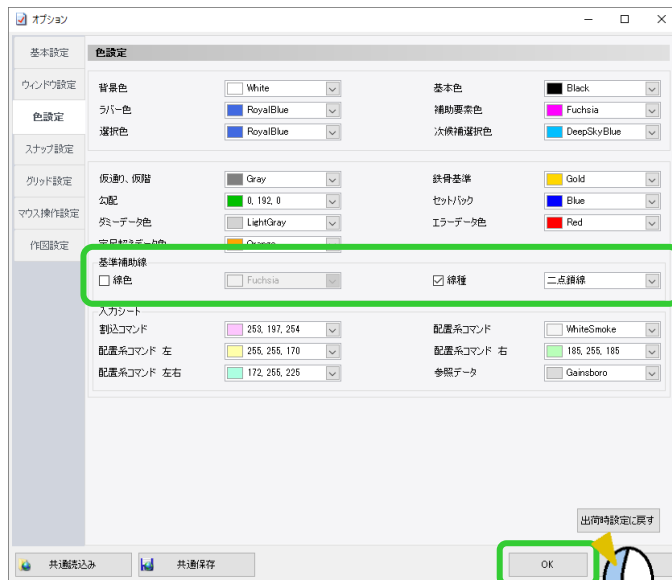 オプション
基本設定
ウィンドウ設定
色設定
スナップ設定
グリッド設定
マウス操作設定
作図設定
色設定
背景色 White 基本色 Black
ラバー色 RoyalBlue 補助要素色 Fuchsia
選択色 RoyalBlue 次候補選択色 DeepSkyBlue
仮通り、仮階 Gray 鉄骨基準 Gold
勾配 0, 192, 0 セットバック Blue
ダミーデータ色 LightGray エラーデータ色 Red
定尺超えデータ色 Orange
基準補助線
線色 Fuchsia 線種 二点鎖線
入力シート
割込コマンド 253, 197, 254 配置系コマンド WhiteSmoke
配置系コマンド 左 255, 255, 170 配置系コマンド 右 185, 255, 185
配置系コマンド 左右 172, 255, 225 参照データ Gainsboro
出荷時設定に戻す
共通読込み 共通保存 OK